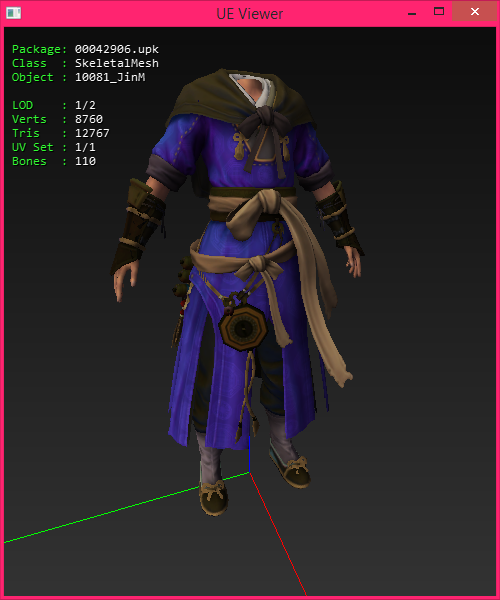 UE Viewer
Package: 00042906.upk
Class : SkeletalMesh
Object : 10081_JinM
LOD : 1/2
Verts : 8760
Tris : 12767
UV Set : 1/1
Bones : 110